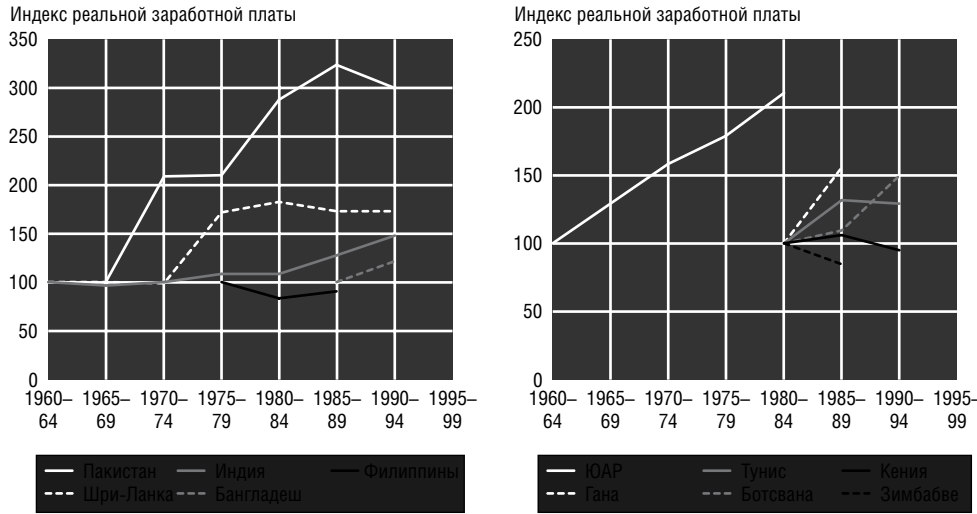 Индекс реальной заработной платы
350
300
250
200
150
100
50
0
1960–64 1965–69 1970–74 1975–79 1980–84 1985–89 1990–94 1995–99
Пакистан Индия Филиппины
Шри-Ланка Бангладеш
Индекс реальной заработной платы
250
200
150
100
50
0
1960–64 1965–69 1970–74 1975–79 1980–84 1985–89 1990–94 1995–99
ЮАР Тунис Кения
Гана Ботсвана Зимбабве